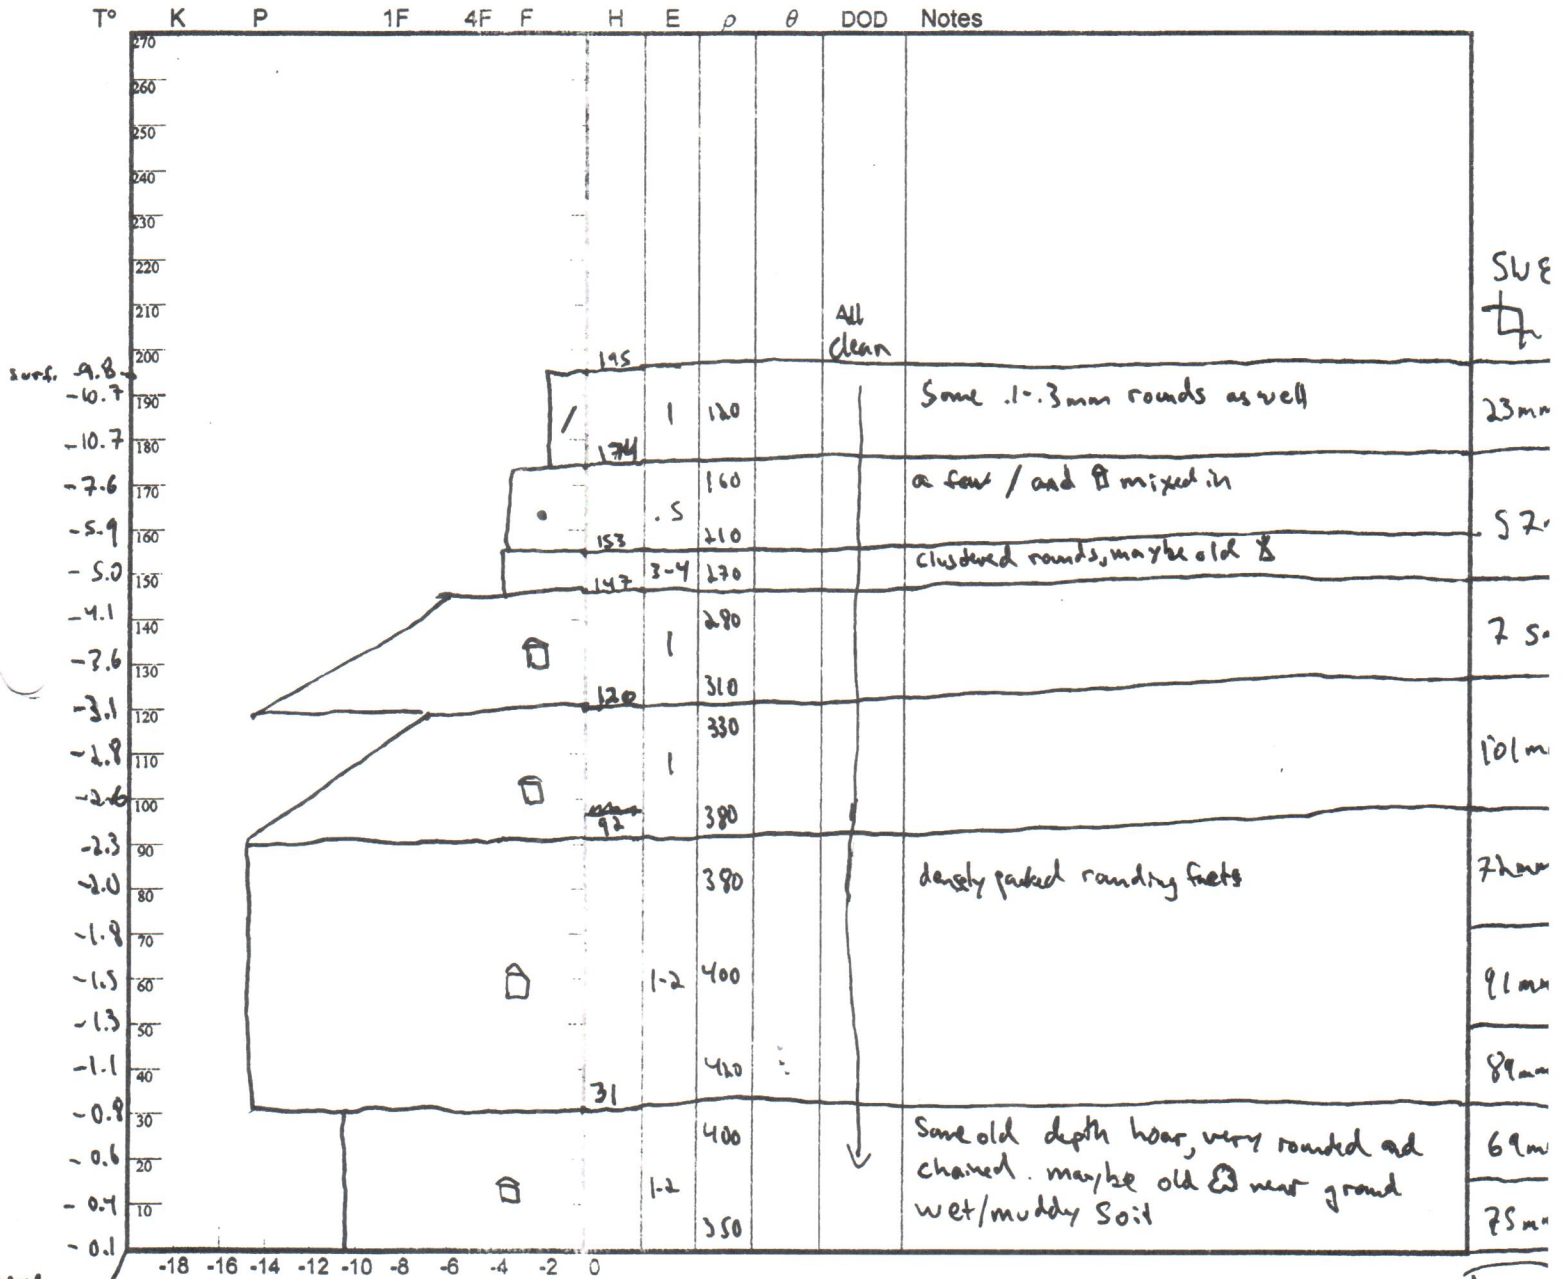 T° K P 1F 4F F H E ρ θ DOD Notes
270
260
250
240
230
220
SWE
210
All
clean
200
195
surf. -9.8
-10.7 190 / 1 120 Some .1-.3mm rounds as well 23mm
-10.7 180
174
-7.6 170 160 a few / and mixed in
.5
-5.9 160 153 210
clustered rounds, maybe old
-5.0 150 147 3-4 270
-4.1 140 280
-3.6 130 1
-3.1 120 120 310
330
-2.8 110 1 101m
-2.6 100
92 380
-2.3 90
-2.0 80 380 densely packed rounding facets 72mm
-1.8 70
-1.5 60 1-2 400 91mm
-1.3 50
-1.1 40 420 89mm
31
-0.8 30
400 Some old depth hoar, very rounded and 69m
-0.6 20 chained. maybe old near ground
-0.4 10 1-2 wet/muddy Soil 75m
350
-0.1
-18 -16 -14 -12 -10 -8 -6 -4 -2 0